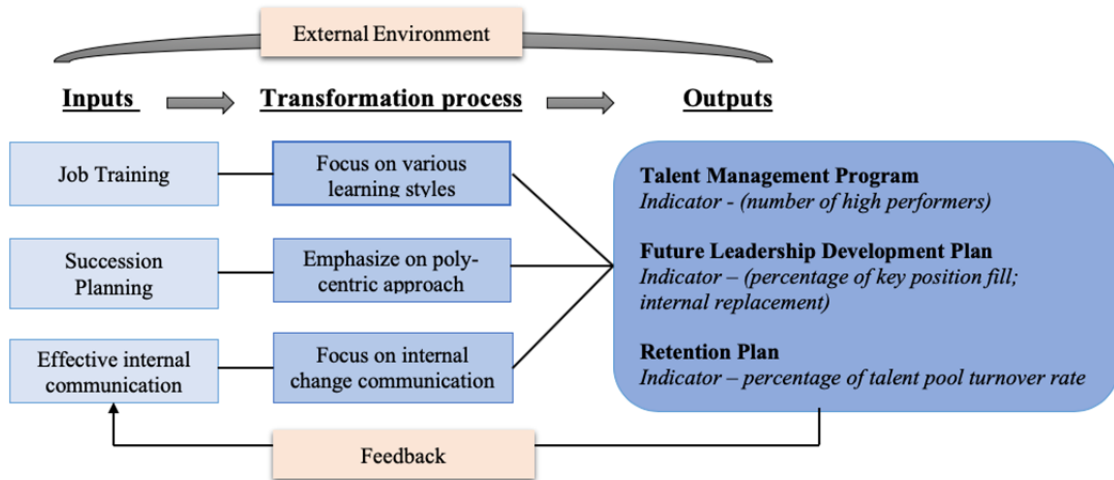 External Environment
Inputs
Transformation process
Outputs
Job Training
Focus on various
learning styles
Succession
Planning
Emphasize on poly-
centric approach
Effective internal
communication
Focus on internal
change communication
Talent Management Program
Indicator - (number of high performers)
Future Leadership Development Plan
Indicator – (percentage of key position fill;
internal replacement)
Retention Plan
Indicator – percentage of talent pool turnover rate
Feedback